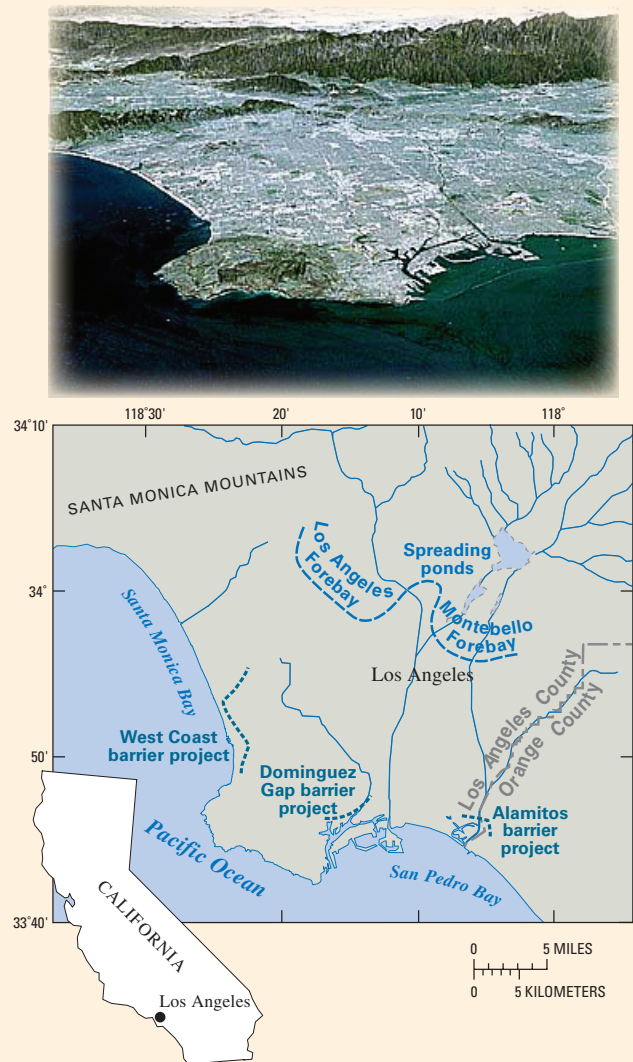 118°30'
20'
10'
118°
34°10'
SANTA MONICA MOUNTAINS
Los Angeles
Forebay
Spreading
ponds
34°
Montebello
Forebay
Santa Monica Bay
Los Angeles
Los Angeles County
Orange County
West Coast
barrier project
50'
Dominguez
Gap barrier
project
Alamitos
barrier
project
Pacific Ocean
San Pedro Bay
33°40'
CALIFORNIA
Los Angeles
0 5 MILES
0 5 KILOMETERS